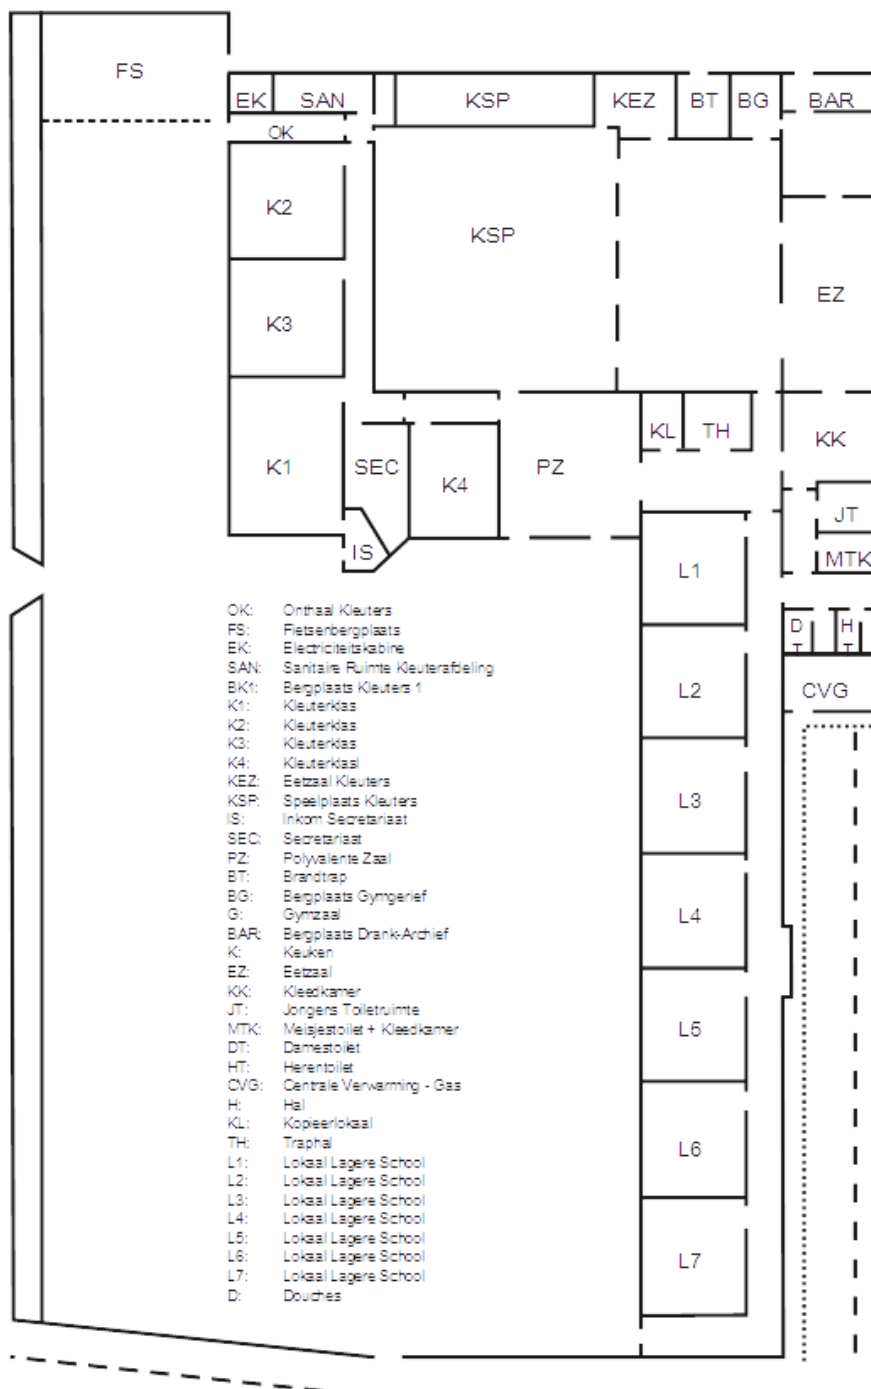 FS
EK SAN KSP KEZ BT BG BAR
OK
K2
KSP
K3
EZ
KL TH KK
K1 SEC K4 PZ
JT
IS
MTK
L1
D H
T T
L2
CVG
L3
L4
L5
L6
L7
OK: Onthaal Kleuters
FS: Fietsenbergplaats
EK: Electriciteitskabine
SAN: Sanitaire Ruimte Kleuterafdeling
BK1: Bergplaats Kleuters 1
K1: Kleuterklas
K2: Kleuterklas
K3: Kleuterklas
K4: Kleuterklasl
KEZ: Eetzaal Kleuters
KSP: Speelplaats Kleuters
IS: Inkom Secretariaat
SEC: Secretariaat
PZ: Polyvalente Zaal
BT: Brandtrap
BG: Bergplaats Gymgerief
G: Gymzaal
BAR: Bergplaats Drank-Archief
K: Keuken
EZ: Eetzaal
KK: Kleedkamer
JT: Jongens Toiletruimte
MTK: Meisjestoilet + Kleedkamer
DT: Damestoilet
HT: Herentoilet
CVG: Centrale Verwarming - Gas
H: Hal
KL: Kopieerlokaal
TH: Traphal
L1: Lokaal Lagere School
L2: Lokaal Lagere School
L3: Lokaal Lagere School
L4: Lokaal Lagere School
L5: Lokaal Lagere School
L6: Lokaal Lagere School
L7: Lokaal Lagere School
D: Douches